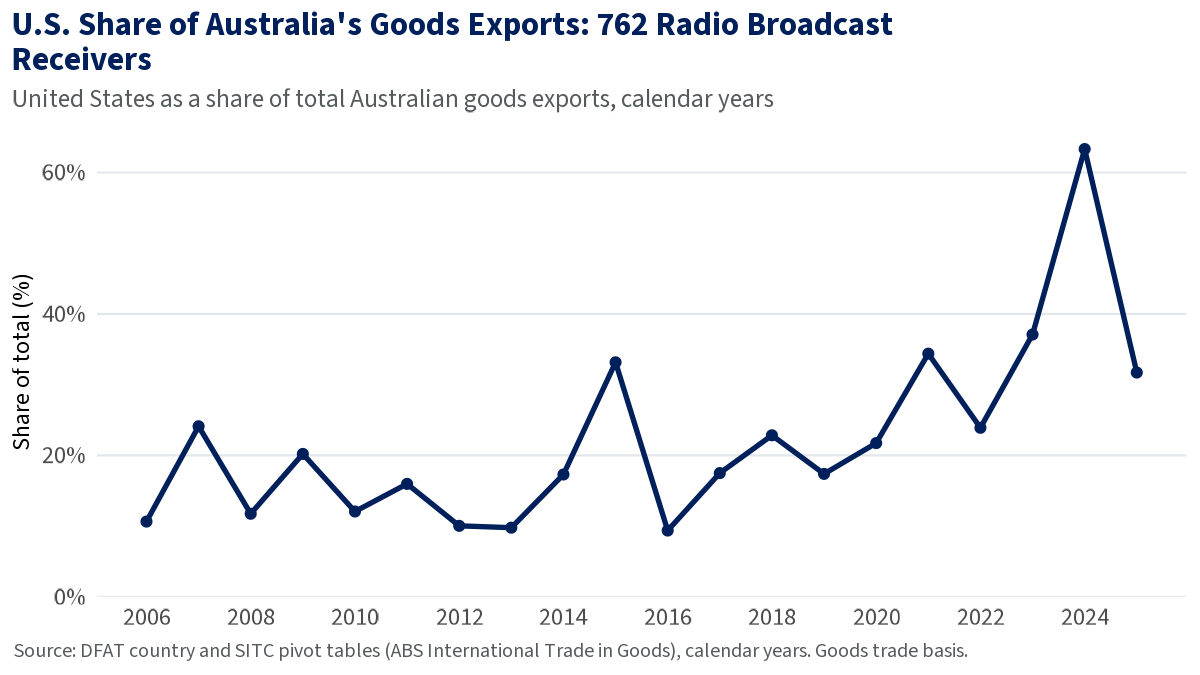 U.S. Share of Australia's Goods Exports: 762 Radio Broadcast
Receivers
United States as a share of total Australian goods exports, calendar years
Share of total (%)
60%
40%
20%
0%
2006 2008 2010 2012 2014 2016 2018 2020 2022 2024
Source: DFAT country and SITC pivot tables (ABS International Trade in Goods), calendar years. Goods trade basis.